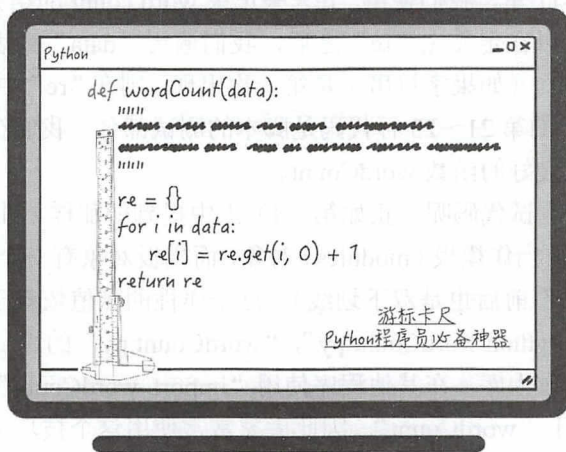 Python
def wordCount(data):
"""
"""
re = {}
for i in data:
re[i] = re.get(i, 0) + 1
return re
游标卡尺
Python程序员必备神器